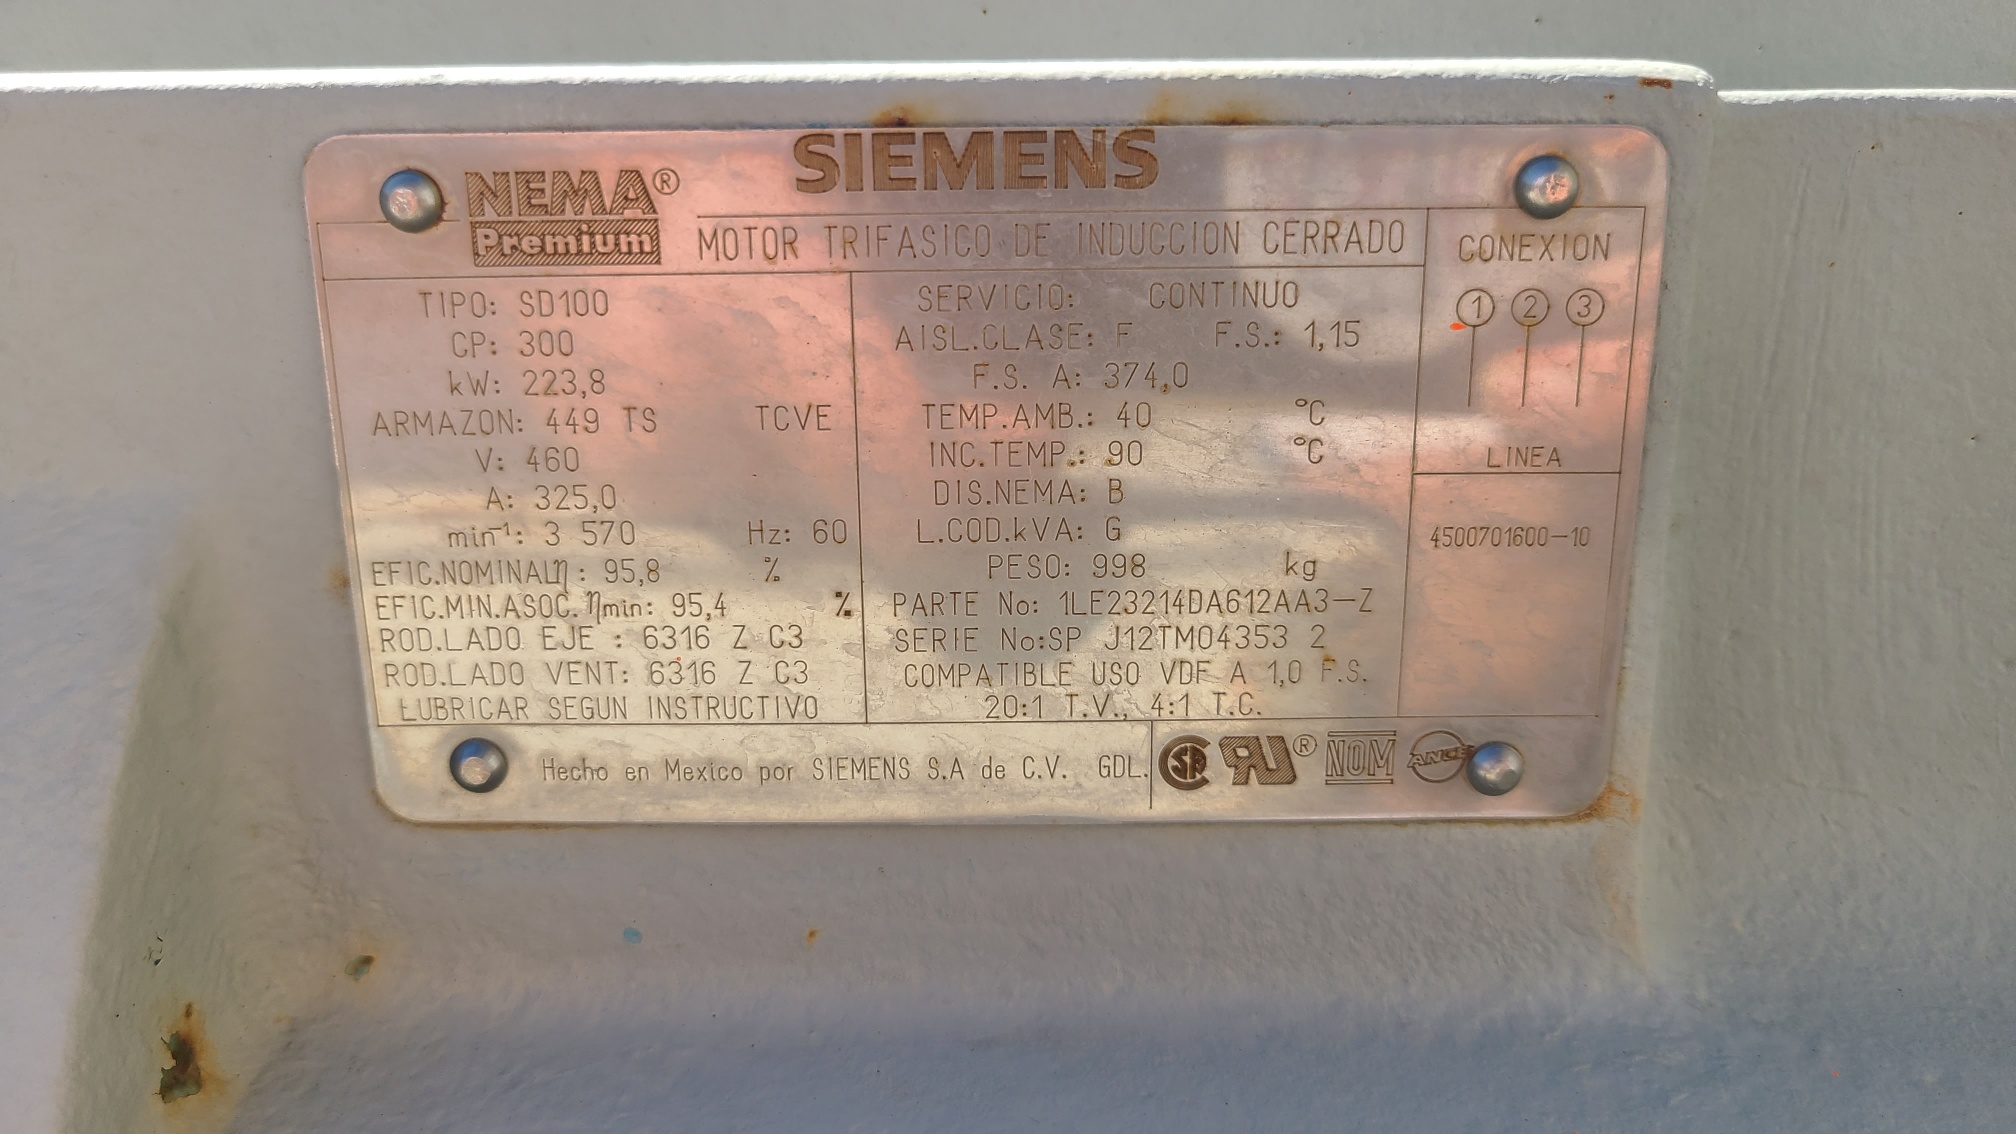 SIEMENS
NEMA®
Premium
MOTOR TRIFASICO DE INDUCCION CERRADO
TIPO: SD100
CP: 300
kW: 223,8
ARMAZON: 449 TS TCVE
V: 460
A: 325,0
min⁻¹: 3 570 Hz: 60
EFIC.NOMINALη: 95,8 %
EFIC.MIN.ASOC. ηmin: 95,4 %
ROD.LADO EJE : 6316 Z C3
ROD.LADO VENT: 6316 Z C3
LUBRICAR SEGUN INSTRUCTIVO
SERVICIO: CONTINUO
AISL.CLASE: F F.S.: 1,15
F.S. A: 374,0
TEMP.AMB.: 40 °C
INC.TEMP.: 90 °C
DIS.NEMA: B
L.COD.kVA: G
PESO: 998 kg
PARTE No: 1LE23214DA612AA3-Z
SERIE No:SP J12TM04353 2
COMPATIBLE USO VDF A 1,0 F.S.
20:1 T.V., 4:1 T.C.
CONEXION
1 2 3
LINEA
4500701600-10
Hecho en Mexico por SIEMENS S.A de C.V. GDL.
SA RU® NOM ANCE